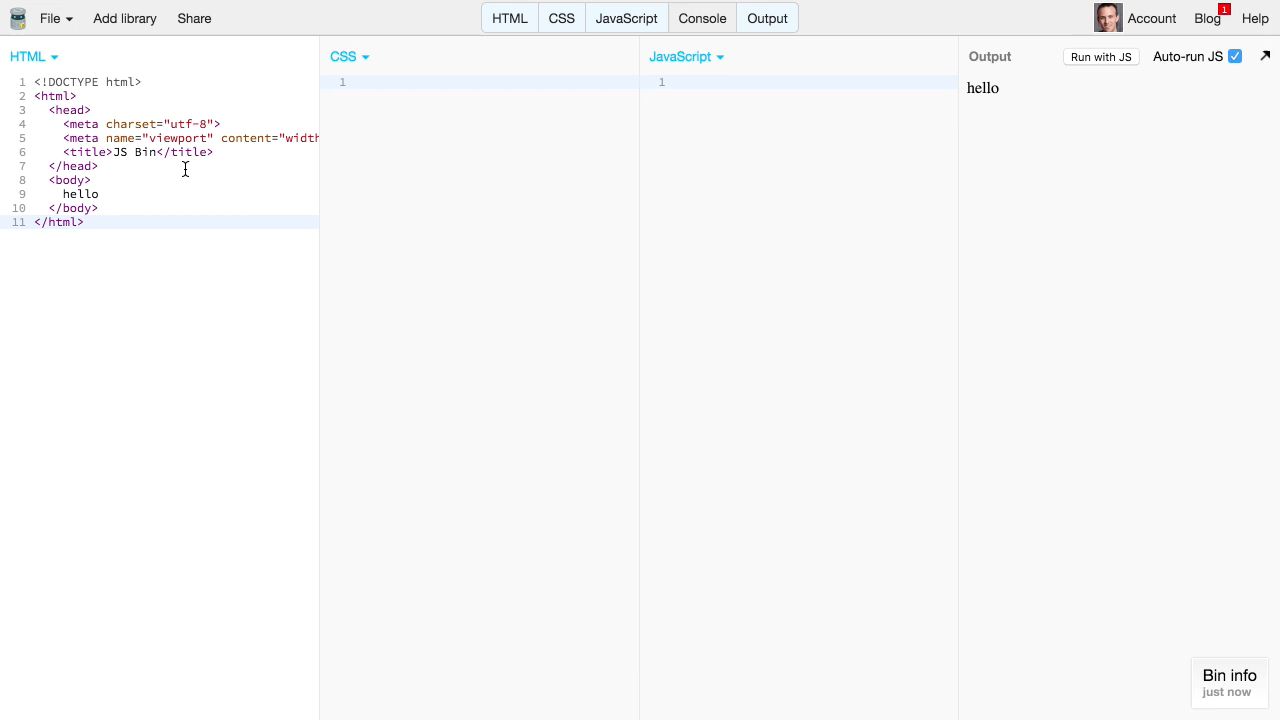 File Add library Share HTML CSS JavaScript Console Output Account Blog 1 Help
HTML
1 <!DOCTYPE html>
2 <html>
3 <head>
4 <meta charset="utf-8">
5 <meta name="viewport" content="width
6 <title>JS Bin</title>
7 </head>
8 <body>
9 hello
10 </body>
11 </html>
CSS
1
JavaScript
1
Output Run with JS Auto-run JS
hello
Bin info
just now